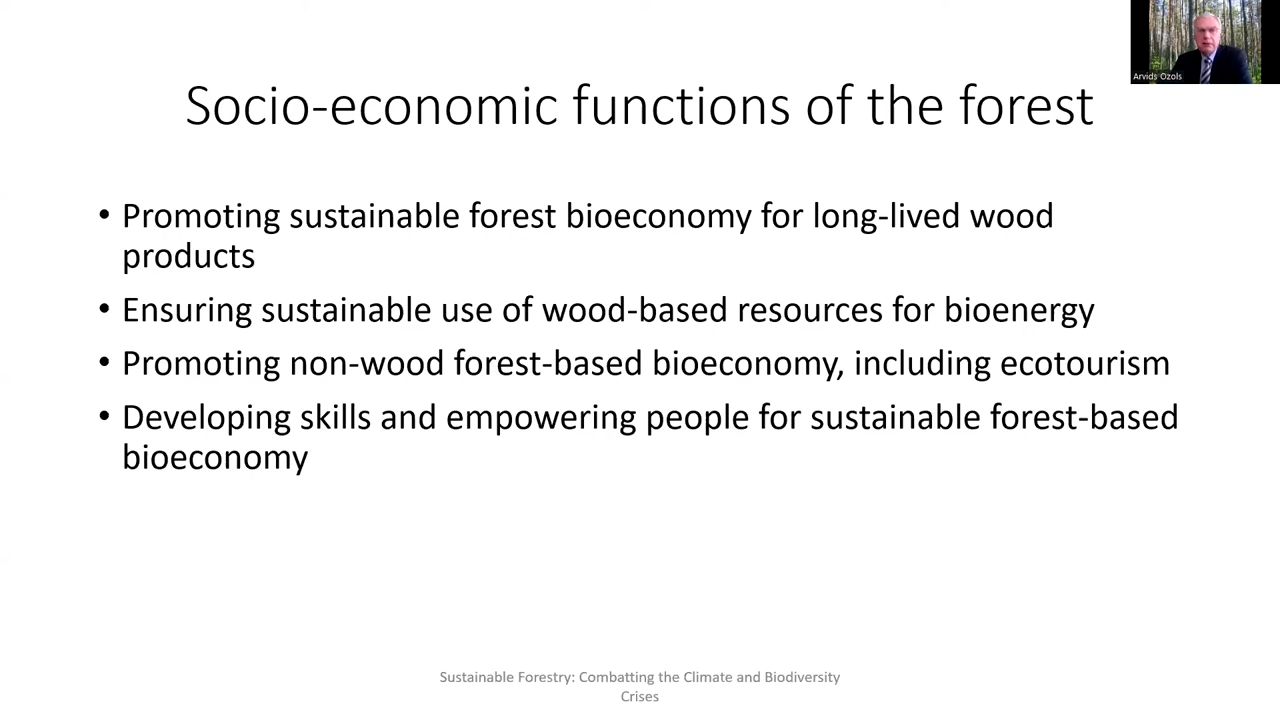 Arvids Ozols
Socio-economic functions of the forest
• Promoting sustainable forest bioeconomy for long-lived wood
products
• Ensuring sustainable use of wood-based resources for bioenergy
• Promoting non-wood forest-based bioeconomy, including ecotourism
• Developing skills and empowering people for sustainable forest-based
bioeconomy
Sustainable Forestry: Combatting the Climate and Biodiversity
Crises